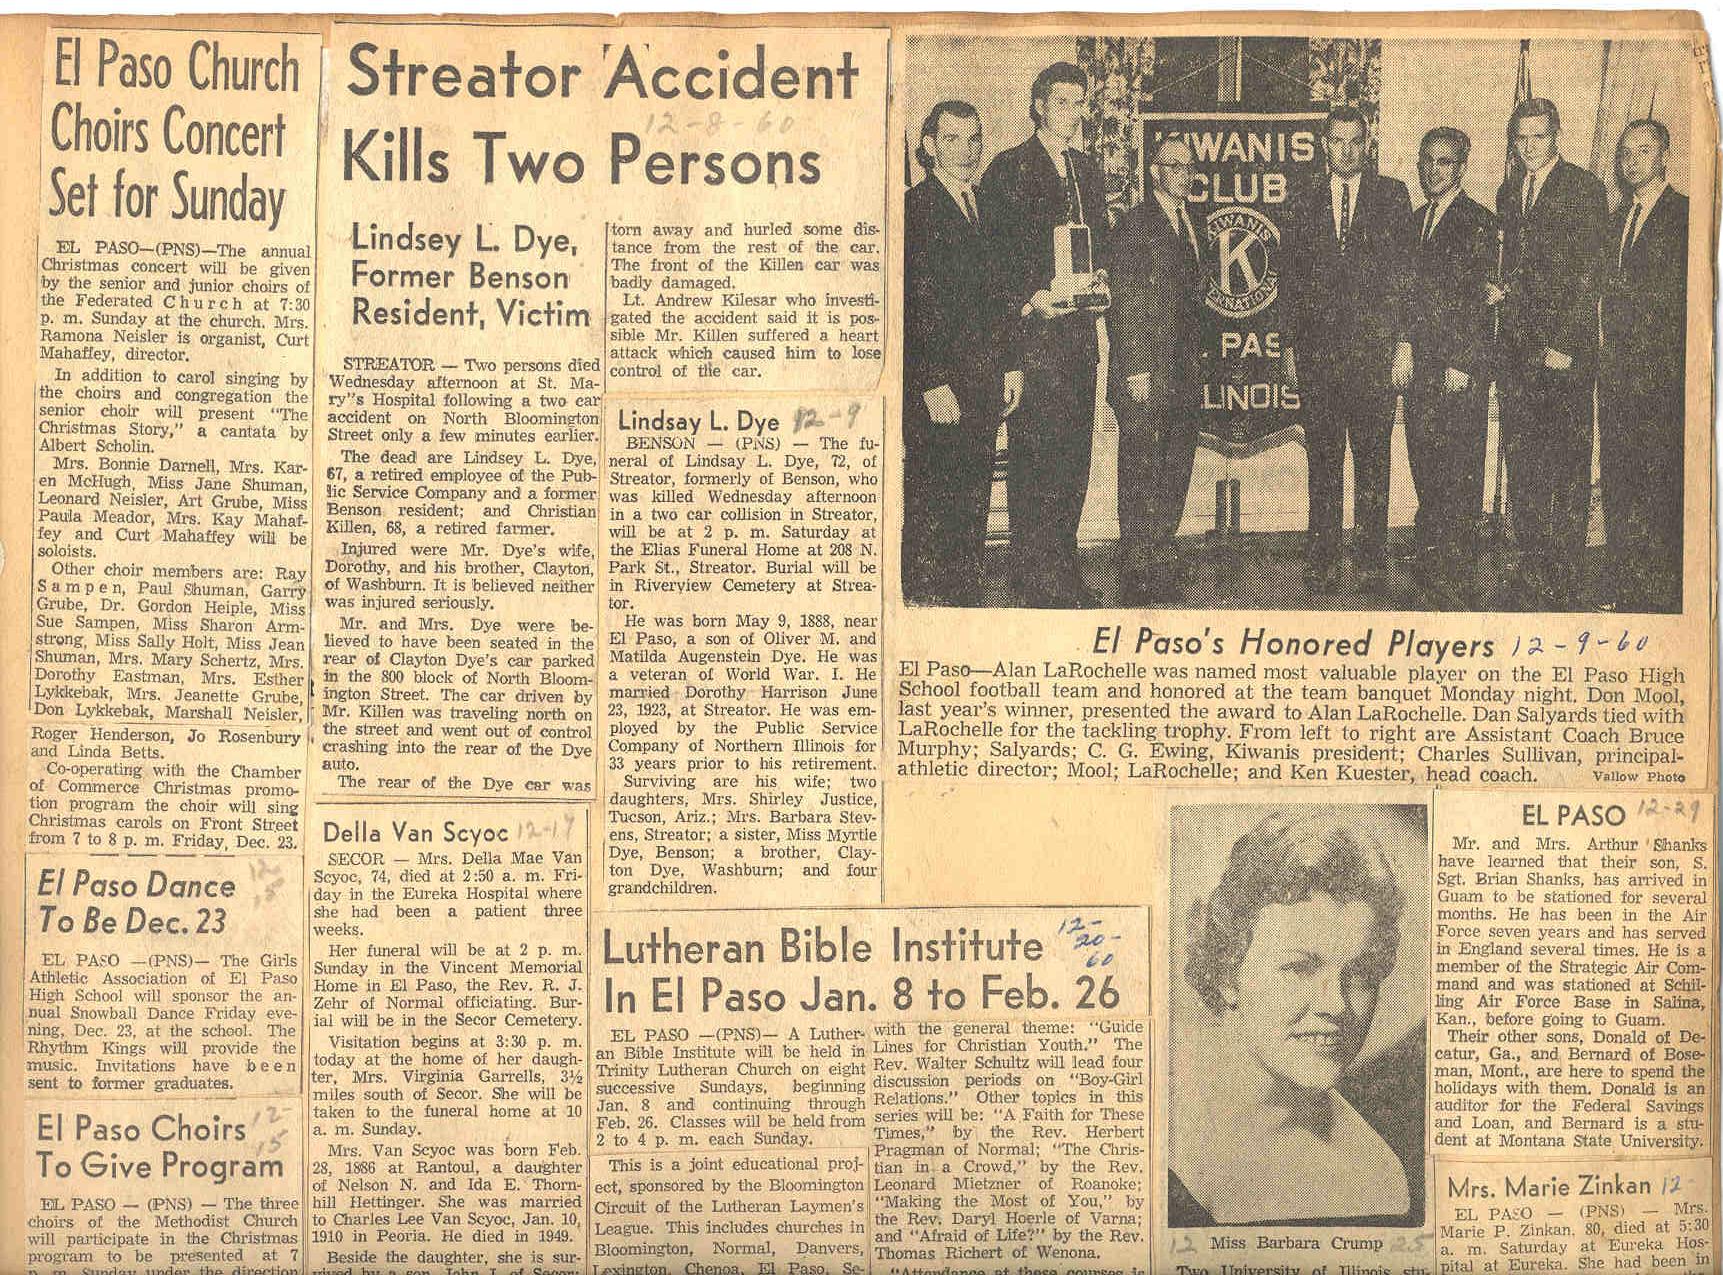 El Paso Church
Choirs Concert
Set for Sunday
EL PASO—(PNS)—The annual
Christmas concert will be given
by the senior and junior choirs of
the Federated Church at 7:30
p. m. Sunday at the church. Mrs.
Ramona Neisler is organist, Curt
Mahaffey, director.
In addition to carol singing by
the choirs and congregation the
senior choir will present "The
Christmas Story," a cantata by
Albert Scholin.
Mrs. Bonnie Darnell, Mrs. Kar-
en McHugh, Miss Jane Shuman,
Leonard Neisler, Art Grube, Miss
Paula Meador, Mrs. Kay Mahaf-
fey and Curt Mahaffey will be
soloists.
Other choir members are: Ray
Sampen, Paul Shuman, Garry
Grube, Dr. Gordon Heiple, Miss
Sue Sampen, Miss Sharon Arm-
strong, Miss Sally Holt, Miss Jean
Shuman, Mrs. Mary Schertz, Mrs.
Dorothy Eastman, Mrs. Esther
Lykkebak, Mrs. Jeanette Grube,
Don Lykkebak, Marshall Neisler,
Roger Henderson, Jo Rosenbury
and Linda Betts.
Co-operating with the Chamber
of Commerce Christmas promo-
tion program the choir will sing
Christmas carols on Front Street
from 7 to 8 p. m. Friday, Dec. 23.
El Paso Dance
To Be Dec. 23
12-
15
EL PASO —(PNS)— The Girls
Athletic Association of El Paso
High School will sponsor the an-
nual Snowball Dance Friday eve-
ning, Dec. 23, at the school. The
Rhythm Kings will provide the
music. Invitations have been
sent to former graduates.
El Paso Choirs
To Give Program
12-
15
EL PASO — (PNS) — The three
choirs of the Methodist Church
will participate in the Christmas
program to be presented at 7
p. m. Sunday under the direction
Streator Accident
Kills Two Persons
12-8-60
Lindsey L. Dye,
Former Benson
Resident, Victim
STREATOR — Two persons died
Wednesday afternoon at St. Ma-
ry"s Hospital following a two car
accident on North Bloomington
Street only a few minutes earlier.
The dead are Lindsey L. Dye,
67, a retired employee of the Pub-
lic Service Company and a former
Benson resident; and Christian
Killen, 68, a retired farmer.
Injured were Mr. Dye's wife,
Dorothy, and his brother, Clayton,
of Washburn. It is believed neither
was injured seriously.
Mr. and Mrs. Dye were be-
lieved to have been seated in the
rear of Clayton Dye's car parked
in the 800 block of North Bloom-
ington Street. The car driven by
Mr. Killen was traveling north on
the street and went out of control
crashing into the rear of the Dye
auto.
The rear of the Dye car was
torn away and hurled some dis-
tance from the rest of the car.
The front of the Killen car was
badly damaged.
Lt. Andrew Kilesar who investi-
gated the accident said it is pos-
sible Mr. Killen suffered a heart
attack which caused him to lose
control of the car.
Della Van Scyoc 12-17
SECOR — Mrs. Della Mae Van
Scyoc, 74, died at 2:50 a. m. Fri-
day in the Eureka Hospital where
she had been a patient three
weeks.
Her funeral will be at 2 p. m.
Sunday in the Vincent Memorial
Home in El Paso, the Rev. R. J.
Zehr of Normal officiating. Bur-
ial will be in the Secor Cemetery.
Visitation begins at 3:30 p. m.
today at the home of her daugh-
ter, Mrs. Virginia Garrells, 3½
miles south of Secor. She will be
taken to the funeral home at 10
a. m. Sunday.
Mrs. Van Scyoc was born Feb.
28, 1886 at Rantoul, a daughter
of Nelson N. and Ida E. Thorn-
hill Hettinger. She was married
to Charles Lee Van Scyoc, Jan. 10,
1910 in Peoria. He died in 1949.
Beside the daughter, she is sur-
vived by a son, John J. of Secor;
Lindsay L. Dye 12-9
BENSON — (PNS) — The fu-
neral of Lindsay L. Dye, 72, of
Streator, formerly of Benson, who
was killed Wednesday afternoon
in a two car collision in Streator,
will be at 2 p. m. Saturday at
the Elias Funeral Home at 208 N.
Park St., Streator. Burial will be
in Riverview Cemetery at Strea-
tor.
He was born May 9, 1888, near
El Paso, a son of Oliver M. and
Matilda Augenstein Dye. He was
a veteran of World War. I. He
married Dorothy Harrison June
23, 1923, at Streator. He was em-
ployed by the Public Service
Company of Northern Illinois for
33 years prior to his retirement.
Surviving are his wife; two
daughters, Mrs. Shirley Justice,
Tucson, Ariz.; Mrs. Barbara Stev-
ens, Streator; a sister, Miss Myrtle
Dye, Benson; a brother, Clay-
ton Dye, Washburn; and four
grandchildren.
KIWANIS
CLUB
KIWANIS
K
ERNATIONAL
. PAS
LLINOIS
El Paso's Honored Players 12-9-60
El Paso—Alan LaRochelle was named most valuable player on the El Paso High
School football team and honored at the team banquet Monday night. Don Mool,
last year's winner, presented the award to Alan LaRochelle. Dan Salyards tied with
LaRochelle for the tackling trophy. From left to right are Assistant Coach Bruce
Murphy; Salyards; C. G. Ewing, Kiwanis president; Charles Sullivan, principal-
athletic director; Mool; LaRochelle; and Ken Kuester, head coach. Vallow Photo
Lutheran Bible Institute
In El Paso Jan. 8 to Feb. 26
12-
20-
60
EL PASO —(PNS)— A Luther-
an Bible Institute will be held in
Trinity Lutheran Church on eight
successive Sundays, beginning
Jan. 8 and continuing through
Feb. 26. Classes will be held from
2 to 4 p. m. each Sunday.
This is a joint educational proj-
ect, sponsored by the Bloomington
Circuit of the Lutheran Laymen's
League. This includes churches in
Bloomington, Normal, Danvers,
Lexington, Chenoa, El Paso, Se-
with the general theme: "Guide
Lines for Christian Youth." The
Rev. Walter Schultz will lead four
discussion periods on "Boy-Girl
Relations." Other topics in this
series will be: "A Faith for These
Times," by the Rev. Herbert
Pragman of Normal; "The Chris-
tian in a Crowd," by the Rev.
Leonard Mietzner of Roanoke;
"Making the Most of You," by
the Rev. Daryl Hoerle of Varna;
and "Afraid of Life?" by the Rev.
Thomas Richert of Wenona.
"Attendance at these courses is
12 Miss Barbara Crump 25
Two University of Illinois stu-
EL PASO 12-29
Mr. and Mrs. Arthur Shanks
have learned that their son, S.
Sgt. Brian Shanks, has arrived in
Guam to be stationed for several
months. He has been in the Air
Force seven years and has served
in England several times. He is a
member of the Strategic Air Com-
mand and was stationed at Schil-
ling Air Force Base in Salina,
Kan., before going to Guam.
Their other sons, Donald of De-
catur, Ga., and Bernard of Bose-
man, Mont., are here to spend the
holidays with them. Donald is an
auditor for the Federal Savings
and Loan, and Bernard is a stu-
dent at Montana State University.
Mrs. Marie Zinkan 12-
EL PASO — (PNS) — Mrs.
Marie P. Zinkan, 80, died at 5:30
a. m. Saturday at Eureka Hos-
pital at Eureka. She had been in